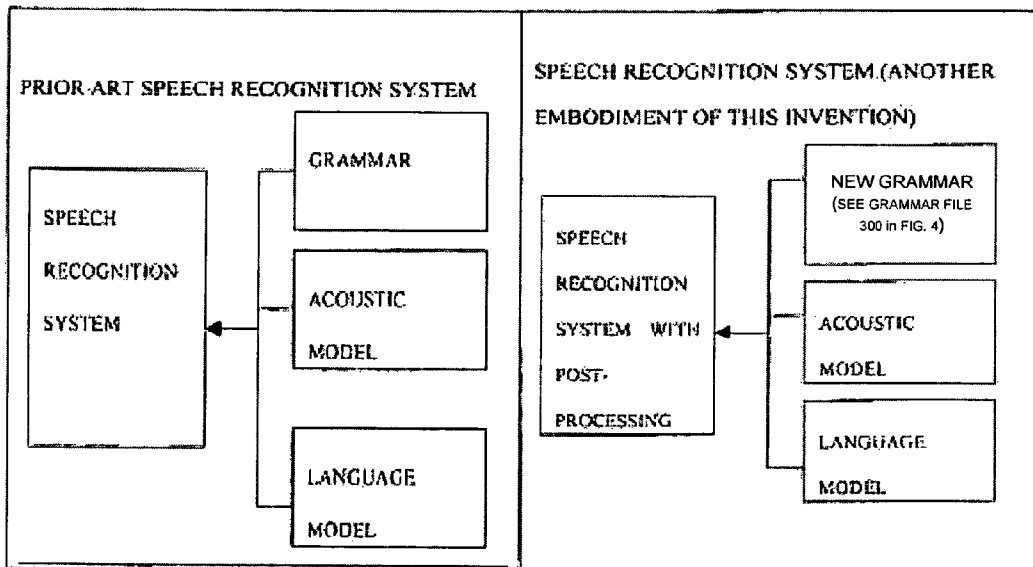 PRIOR-ART SPEECH RECOGNITION SYSTEM
SPEECH
RECOGNITION
SYSTEM
GRAMMAR
ACOUSTIC
MODEL
LANGUAGE
MODEL
SPEECH RECOGNITION SYSTEM.(ANOTHER
EMBODIMENT OF THIS INVENTION)
SPEECH
RECOGNITION
SYSTEM WITH
POST-
PROCESSING
NEW GRAMMAR
(SEE GRAMMAR FILE
300 in FIG. 4)
ACOUSTIC
MODEL
LANGUAGE
MODEL